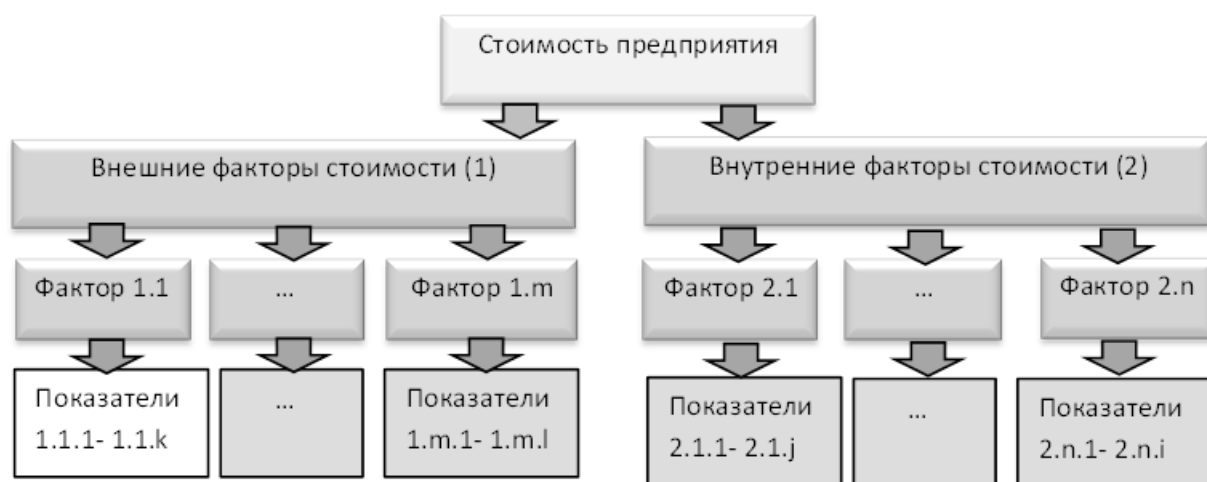 Стоимость предприятия
Внешние факторы стоимости (1)
Внутренние факторы стоимости (2)
Фактор 1.1
...
Фактор 1.m
Фактор 2.1
...
Фактор 2.n
Показатели
1.1.1- 1.1.k
...
Показатели
1.m.1- 1.m.l
Показатели
2.1.1- 2.1.j
...
Показатели
2.n.1- 2.n.i